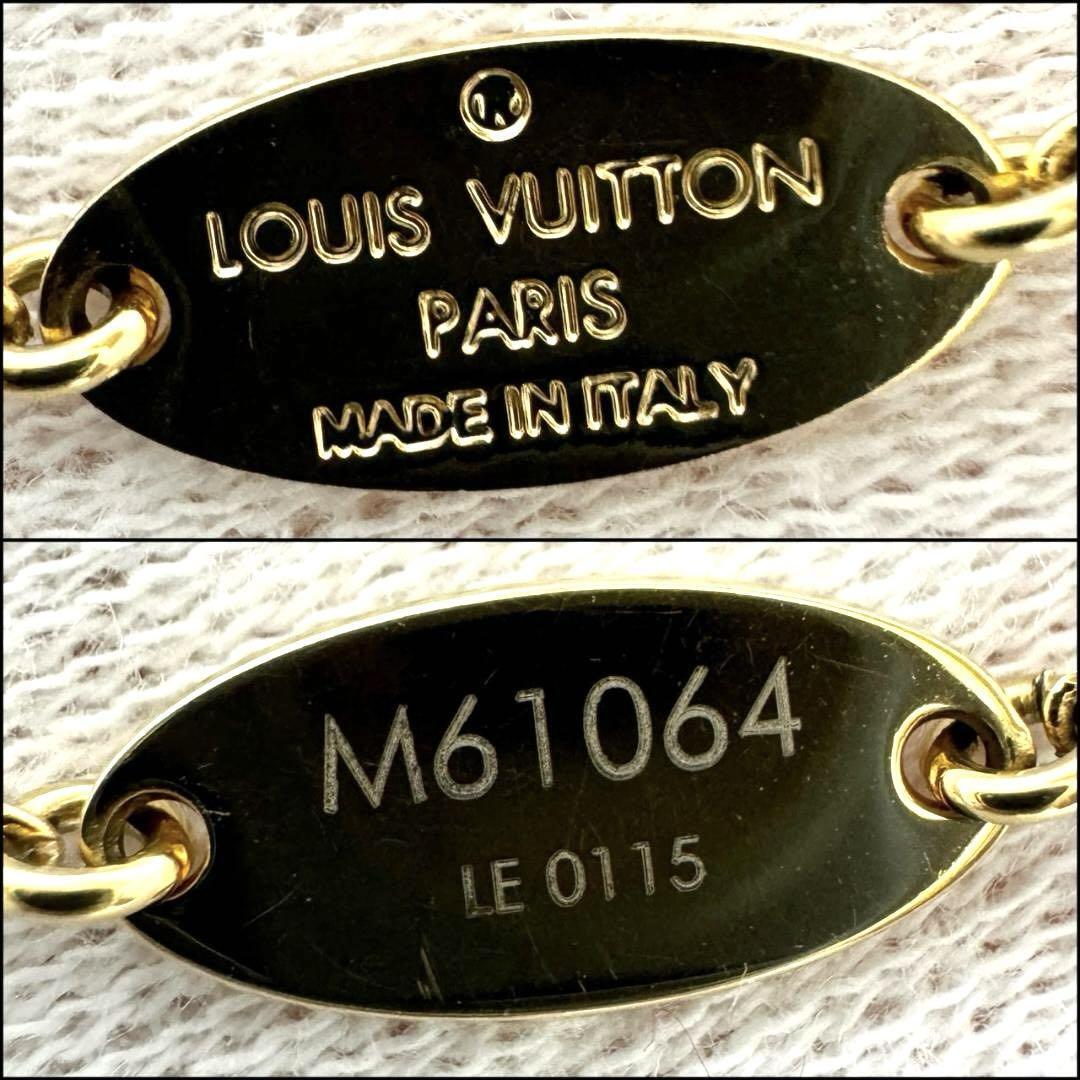 LOUIS VUITTON
PARIS
MADE IN ITALY
M61064
LE 0115